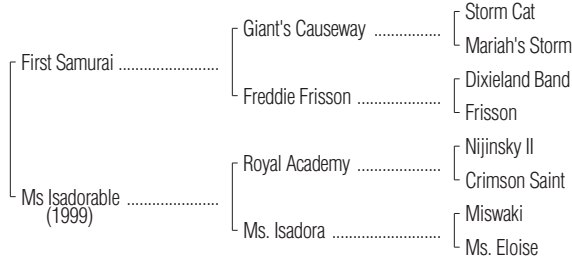 Storm Cat
Giant's Causeway ..................
Mariah's Storm
First Samurai .......................
Dixieland Band
Freddie Frisson ...................
Frisson
Nijinsky II
Royal Academy ...................
Crimson Saint
Ms Isadorable .....................
(1999)
Miswaki
Ms. Isadora .........................
Ms. Eloise